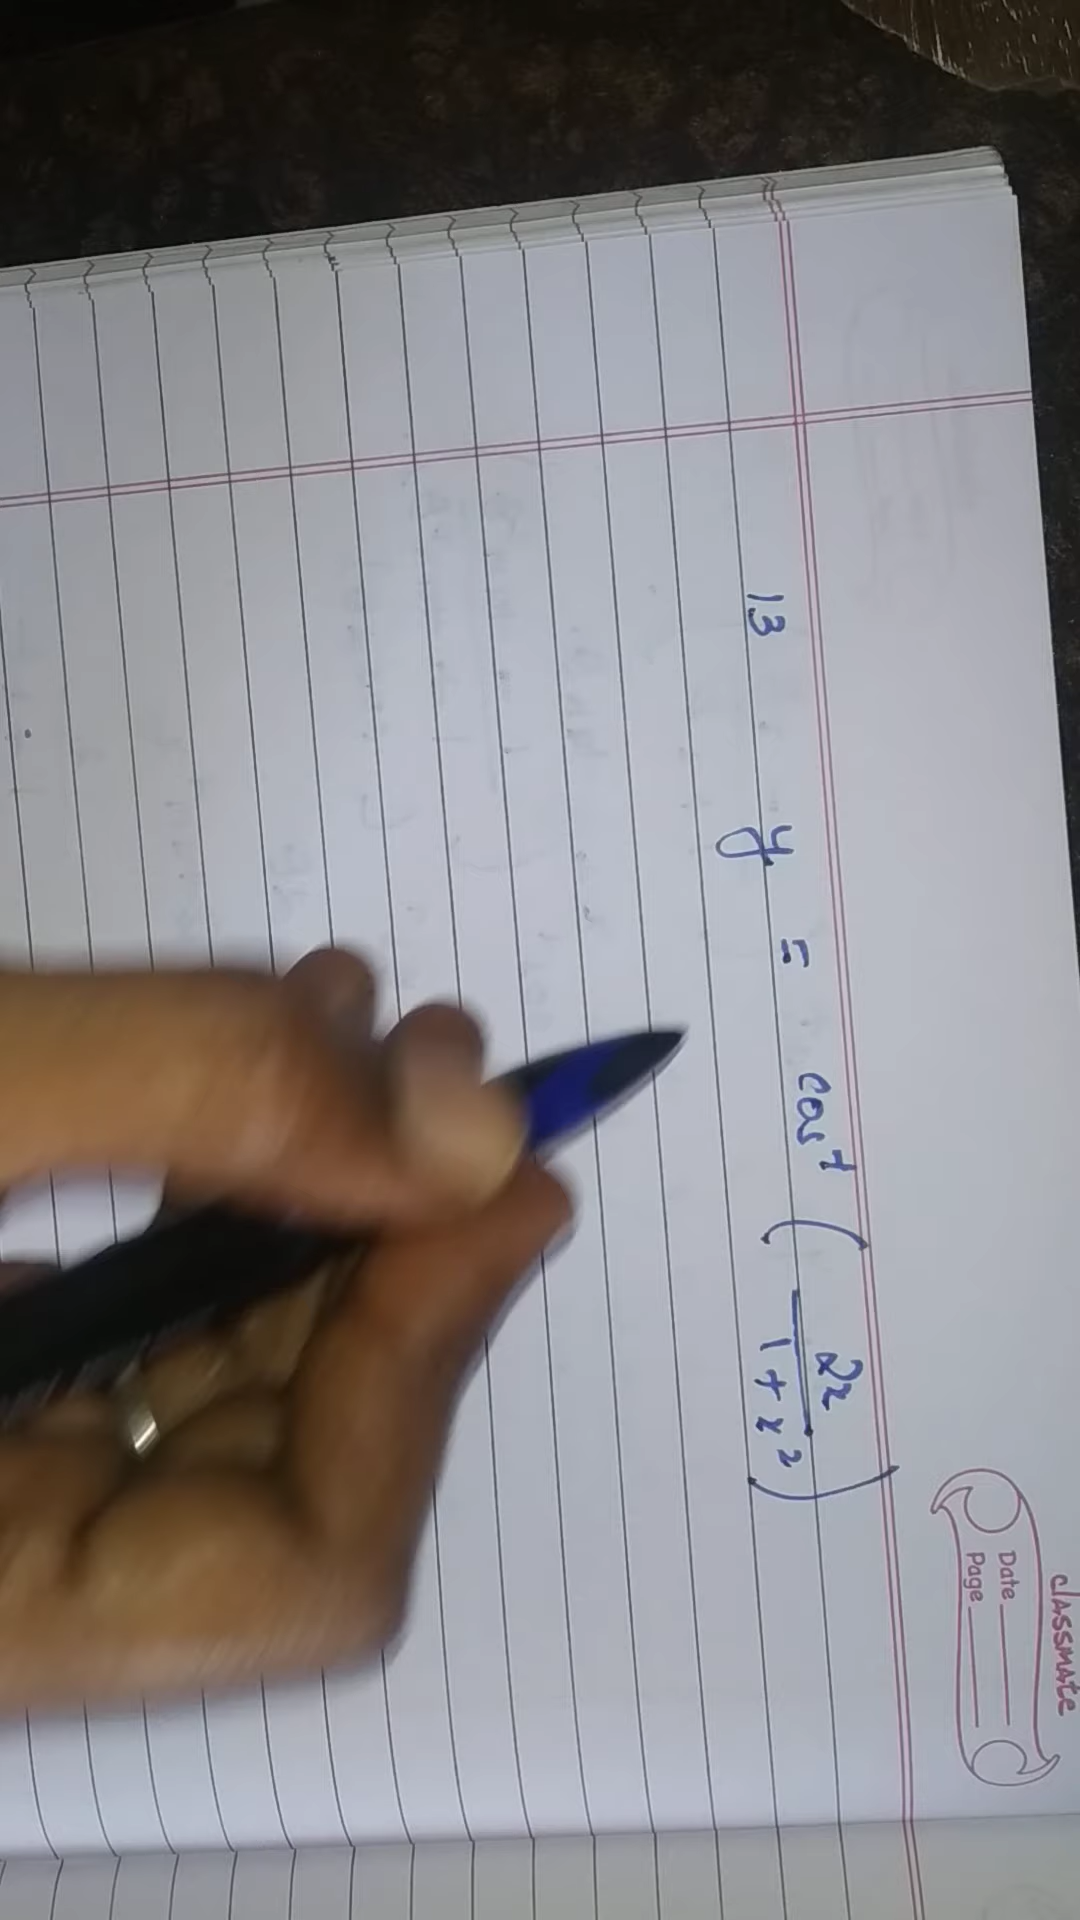 classmate
Date
Page
13 y = cos⁻¹ (2x / 1 + x²)